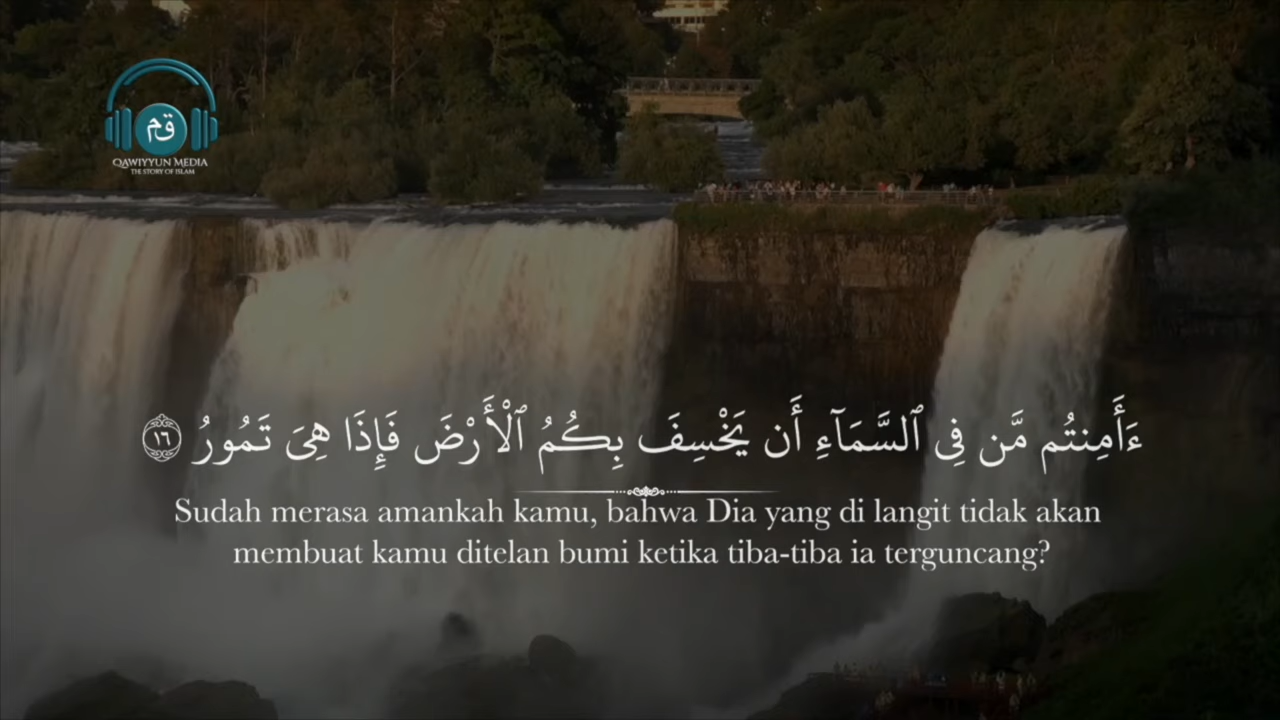 ق م
QAWIYYUN MEDIA
THE STORY OF ISLAM
ءَأَمِنتُم مَّن فِى ٱلسَّمَآءِ أَن يَخْسِفَ بِكُمُ ٱلْأَرْضَ فَإِذَا هِىَ تَمُورُ ١٦
Sudah merasa amankah kamu, bahwa Dia yang di langit tidak akan
membuat kamu ditelan bumi ketika tiba-tiba ia terguncang?